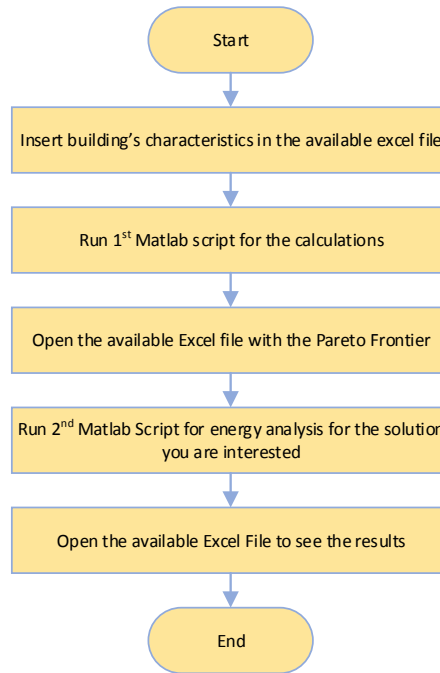 Start
Insert building's characteristics in the available excel file
Run 1st Matlab script for the calculations
Open the available Excel file with the Pareto Frontier
Run 2nd Matlab Script for energy analysis for the solution
you are interested
Open the available Excel File to see the results
End